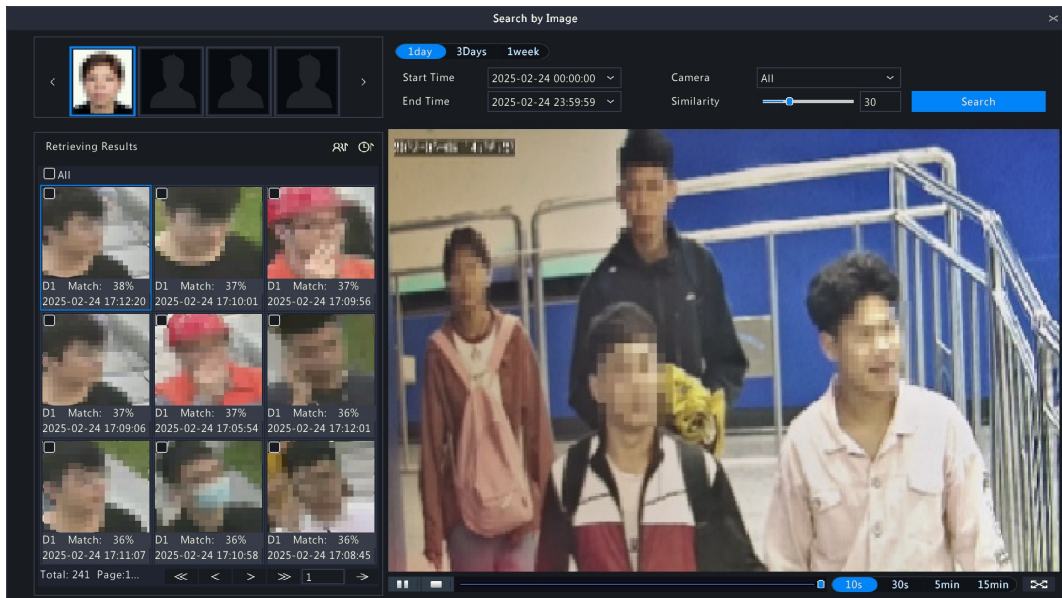 Search by Image
1day 3Days 1week
Start Time 2025-02-24 00:00:00 Camera All
End Time 2025-02-24 23:59:59 Similarity 30 Search
Retrieving Results
All
D1 Match: 38% D1 Match: 37% D1 Match: 37%
2025-02-24 17:12:20 2025-02-24 17:10:01 2025-02-24 17:09:56
D1 Match: 37% D1 Match: 37% D1 Match: 36%
2025-02-24 17:09:06 2025-02-24 17:05:54 2025-02-24 17:12:01
D1 Match: 36% D1 Match: 36% D1 Match: 36%
2025-02-24 17:11:07 2025-02-24 17:10:58 2025-02-24 17:08:45
Total: 241 Page:1... 1
10s 30s 5min 15min